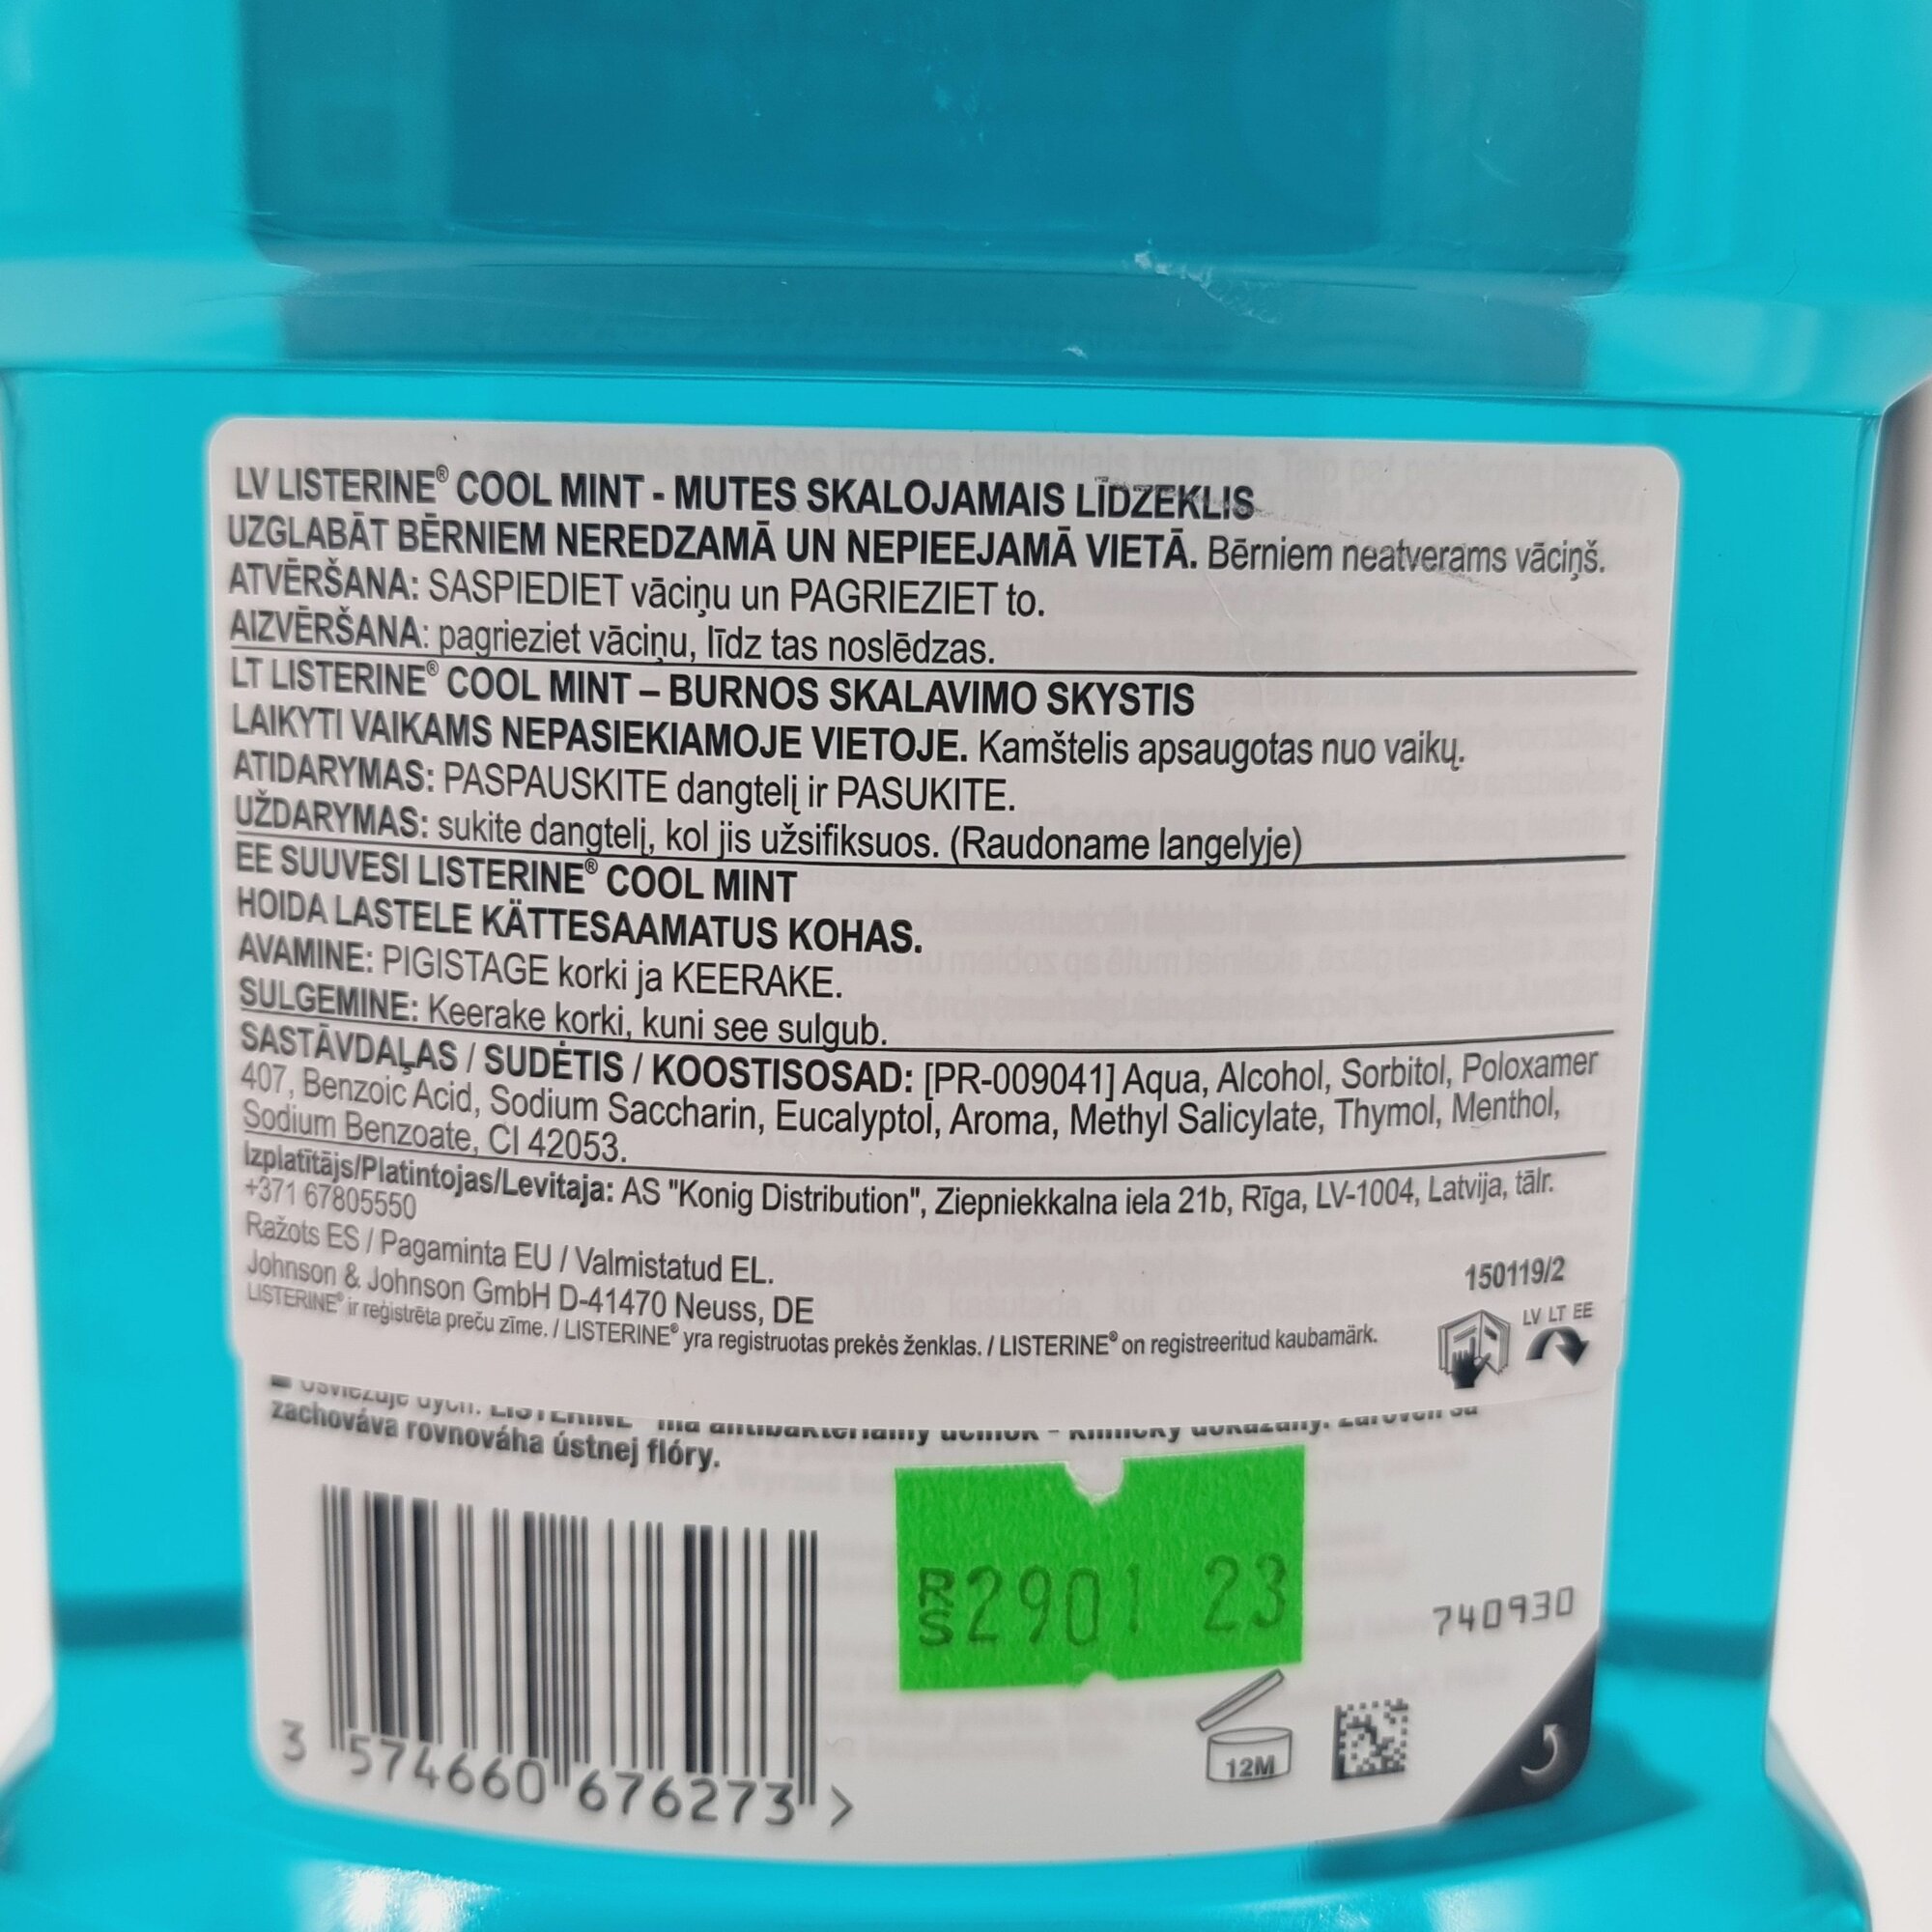 LV LISTERINE® COOL MINT - MUTES SKALOJAMAIS LĪDZEKLIS
UZGLABĀT BĒRNIEM NEREDZAMĀ UN NEPIEEJAMĀ VIETĀ. Bērniem neatverams vāciņš.
ATVĒRŠANA: SASPIEDIET vāciņu un PAGRIEZIET to.
AIZVĒRŠANA: pagrieziet vāciņu, līdz tas noslēdzas.
LT LISTERINE® COOL MINT – BURNOS SKALAVIMO SKYSTIS
LAIKYTI VAIKAMS NEPASIEKIAMOJE VIETOJE. Kamštelis apsaugotas nuo vaikų.
ATIDARYMAS: PASPAUSKITE dangtelį ir PASUKITE.
UŽDARYMAS: sukite dangtelį, kol jis užsifiksuos. (Raudoname langelyje)
EE SUUVESI LISTERINE® COOL MINT
HOIDA LASTELE KÄTTESAAMATUS KOHAS.
AVAMINE: PIGISTAGE korki ja KEERAKE.
SULGEMINE: Keerake korki, kuni see sulgub.
SASTĀVDAĻAS / SUDĖTIS / KOOSTISOSAD: [PR-009041] Aqua, Alcohol, Sorbitol, Poloxamer
407, Benzoic Acid, Sodium Saccharin, Eucalyptol, Aroma, Methyl Salicylate, Thymol, Menthol,
Sodium Benzoate, CI 42053.
Izplatītājs/Platintojas/Levitaja: AS "Konig Distribution", Ziepniekkalna iela 21b, Rīga, LV-1004, Latvija, tālr.
+371 67805550
Ražots ES / Pagaminta EU / Valmistatud EL.
Johnson & Johnson GmbH D-41470 Neuss, DE
LISTERINE® ir reģistrēta preču zīme. / LISTERINE® yra registruotas prekės ženklas. / LISTERINE® on registreeritud kaubamärk.
150119/2
LV LT EE
zachováva rovnováha ústnej flóry.
RS 2901 23
740930
12M
3 574660 676273 >